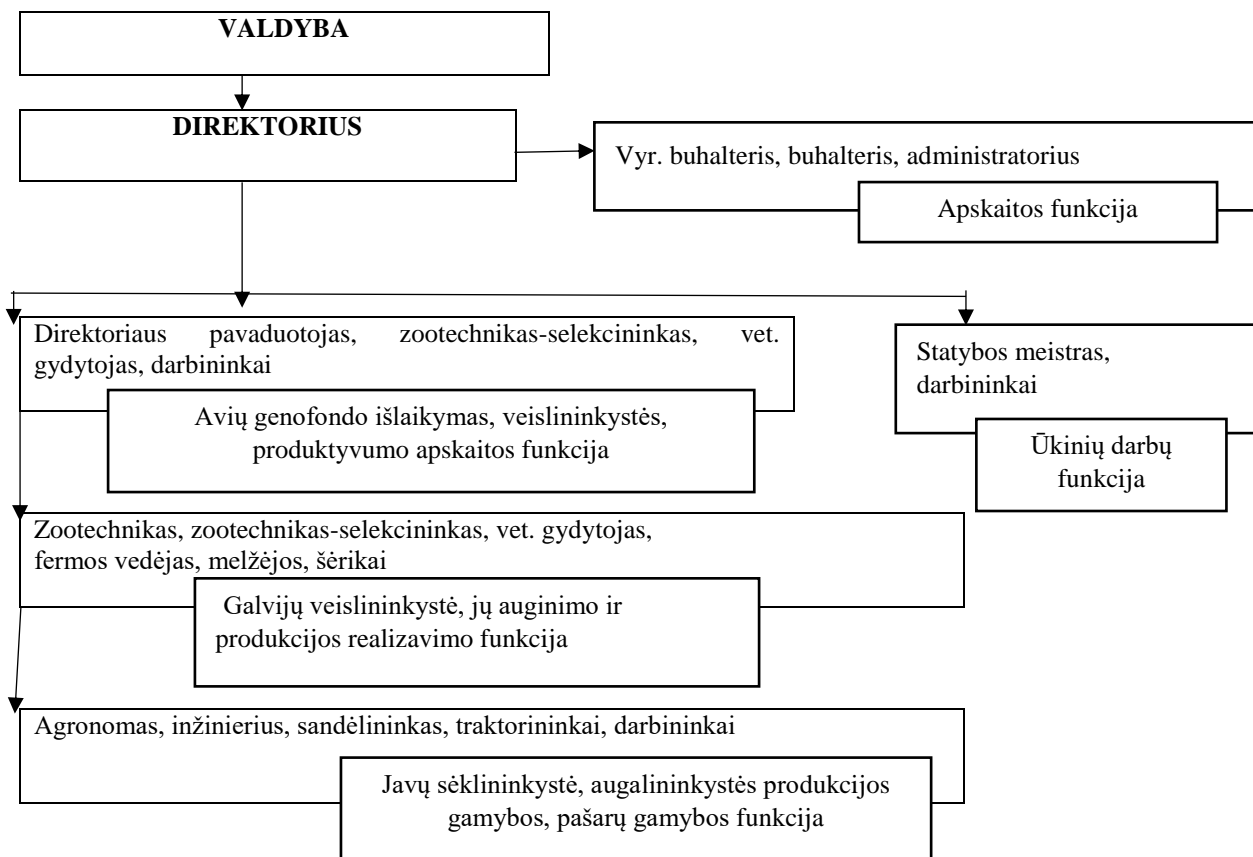 VALDYBA
DIREKTORIUS
Vyr. buhalteris, buhalteris, administratorius
Apskaitos funkcija
Direktoriaus pavaduotojas, zootechnikas-selekcininkas, vet.
gydytojas, darbininkai
Avių genofondo išlaikymas, veislininkystės,
produktyvumo apskaitos funkcija
Statybos meistras,
darbininkai
Ūkinių darbų
funkcija
Zootechnikas, zootechnikas-selekcininkas, vet. gydytojas,
fermos vedėjas, melžėjos, šėrikai
Galvijų veislininkystė, jų auginimo ir
produkcijos realizavimo funkcija
Agronomas, inžinierius, sandėlininkas, traktorininkai, darbininkai
Javų sėklininkystė, augalininkystės produkcijos
gamybos, pašarų gamybos funkcija